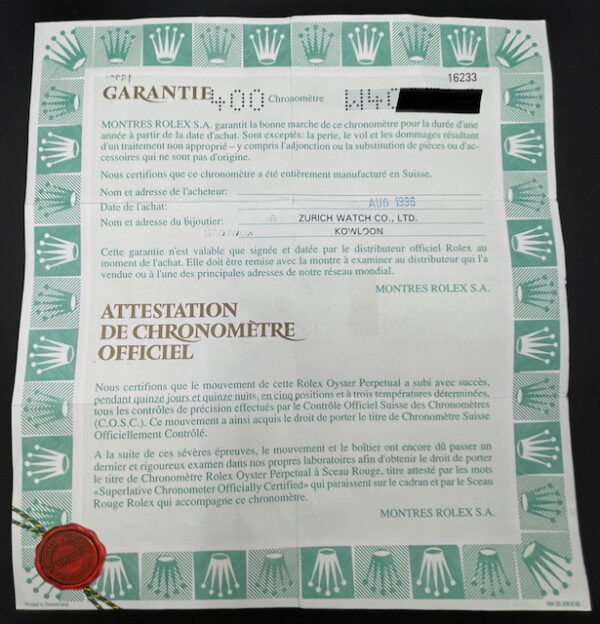 16233
GARANTIE 400 Chronomètre W40
MONTRES ROLEX S.A. garantit la bonne marche de ce chronomètre pour la durée d'une
année à partir de la date d'achat. Sont exceptés: la perte, le vol et les dommages résultant
d'un traitement non approprié – y compris l'adjonction ou la substitution de pièces ou d'ac-
cessoires qui ne sont pas d'origine.
Nous certifions que ce chronomètre a été entièrement manufacturé en Suisse.
Nom et adresse de l'acheteur:
Date de l'achat: AUG 1996
Nom et adresse du Bijoutier: ZURICH WATCH CO., LTD.
KOWLOON
Cette garantie n'est valable que signée et datée par le distributeur officiel Rolex au
moment de l'achat. Elle doit être remise avec la montre à examiner au distributeur qui l'a
vendue ou à l'une des principales adresses de notre réseau mondial.
MONTRES ROLEX S.A.
ATTESTATION
DE CHRONOMÈTRE
OFFICIEL
Nous certifions que le mouvement de cette Rolex Oyster Perpetual a subi avec succès,
pendant quinze jours et quinze nuits, en cinq positions et à trois températures déterminées,
tous les contrôles de précision effectués par le Contrôle Officiel Suisse des Chronomètres
(C.O.S.C.). Ce mouvement a ainsi acquis le droit de porter le titre de Chronomètre Suisse
Officiellement Contrôlé.
A la suite de ces sévères épreuves, le mouvement et le boîtier ont encore dû passer un
dernier et rigoureux examen dans nos propres laboratoires afin d'obtenir le droit de porter
le titre de Chronomètre Rolex Oyster Perpetual à Sceau Rouge, titre attesté par les mots
«Superlative Chronometer Officially Certified» qui paraissent sur le cadran et par le Sceau
Rouge Rolex qui accompagne ce chronomètre.
MONTRES ROLEX S.A.
Printed in Switzerland